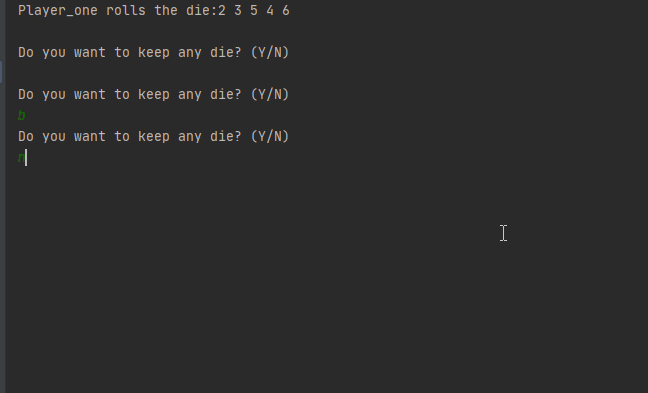 Player_one rolls the die:2 3 5 4 6
Do you want to keep any die? (Y/N)
Do you want to keep any die? (Y/N)
b
Do you want to keep any die? (Y/N)
n